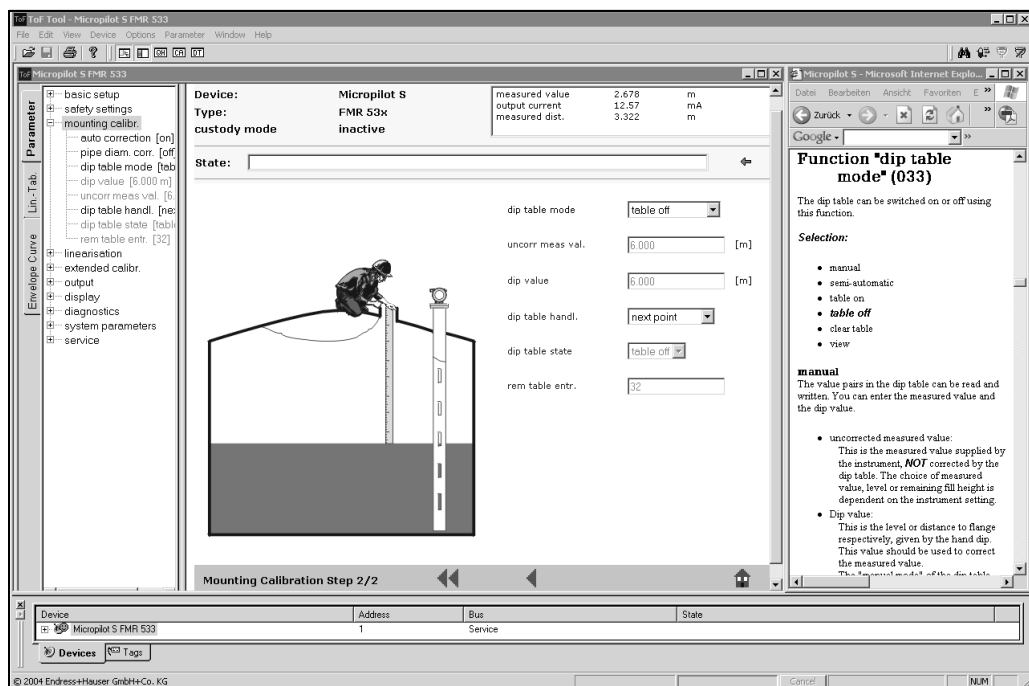 ToF Tool - Micropilot S FMR 533
File Edit View Device Options Parameter Window Help
Micropilot S FMR 533
Parameter
Lin.-Tab.
Envelope Curve
basic setup
safety settings
mounting calibr.
auto correction [on]
pipe diam. corr. [off]
dip table mode [tab
dip value [6.000 m]
uncorr meas val. [6.
dip table handl. [ne:
dip table state [tabl
rem table entr. [32]
linearisation
extended calibr.
output
display
diagnostics
system parameters
service
Device: Micropilot S
Type: FMR 53x
custody mode inactive
measured value 2.678 m
output current 12.57 mA
measured dist. 3.322 m
State:
dip table mode table off
uncorr meas val. 6.000 [m]
dip value 6.000 [m]
dip table handl. next point
dip table state table off
rem table entr. 32
Mounting Calibration Step 2/2
Micropilot S - Microsoft Internet Explo...
Datei Bearbeiten Ansicht Favoriten E »
Zurück
Google
Function "dip table
mode" (033)
The dip table can be switched on or off using
this function.
Selection:
• manual
• semi-automatic
• table on
• table off
• clear table
• view
manual
The value pairs in the dip table can be read and
written. You can enter the measured value and
the dip value.
• uncorrected measured value:
This is the measured value supplied by
the instrument, NOT corrected by the
dip table. The choice of measured
value, level or remaining fill height is
dependent on the instrument setting.
• Dip value:
This is the level or distance to flange
respectively, given by the hand dip.
This value should be used to correct
the measured value.
The "manual mode" of the dip table
Device Address Bus State
Micropilot S FMR 533 1 Service
Devices Tags
© 2004 Endress+Hauser GmbH+Co. KG
Cancel
NUM